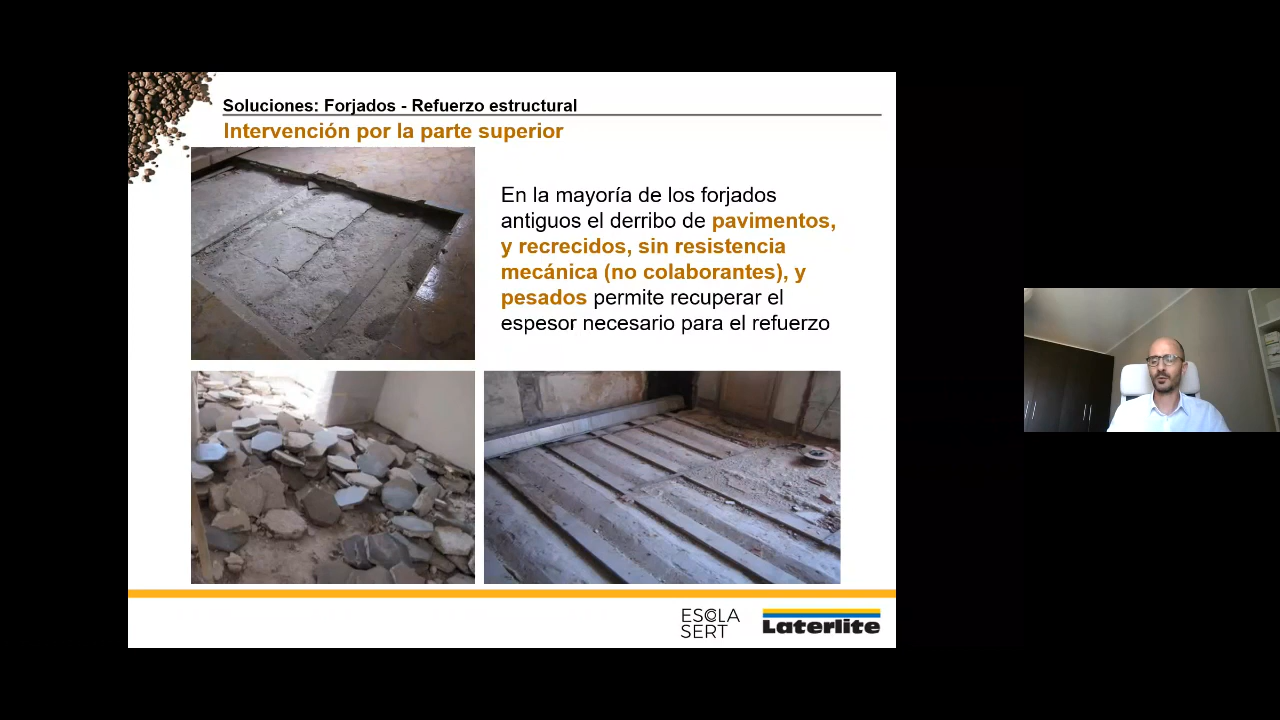 Soluciones: Forjados - Refuerzo estructural
Intervención por la parte superior
En la mayoría de los forjados
antiguos el derribo de pavimentos,
y recrecidos, sin resistencia
mecánica (no colaborantes), y
pesados permite recuperar el
espesor necesario para el refuerzo
ESCOLA
SERT
Laterlite